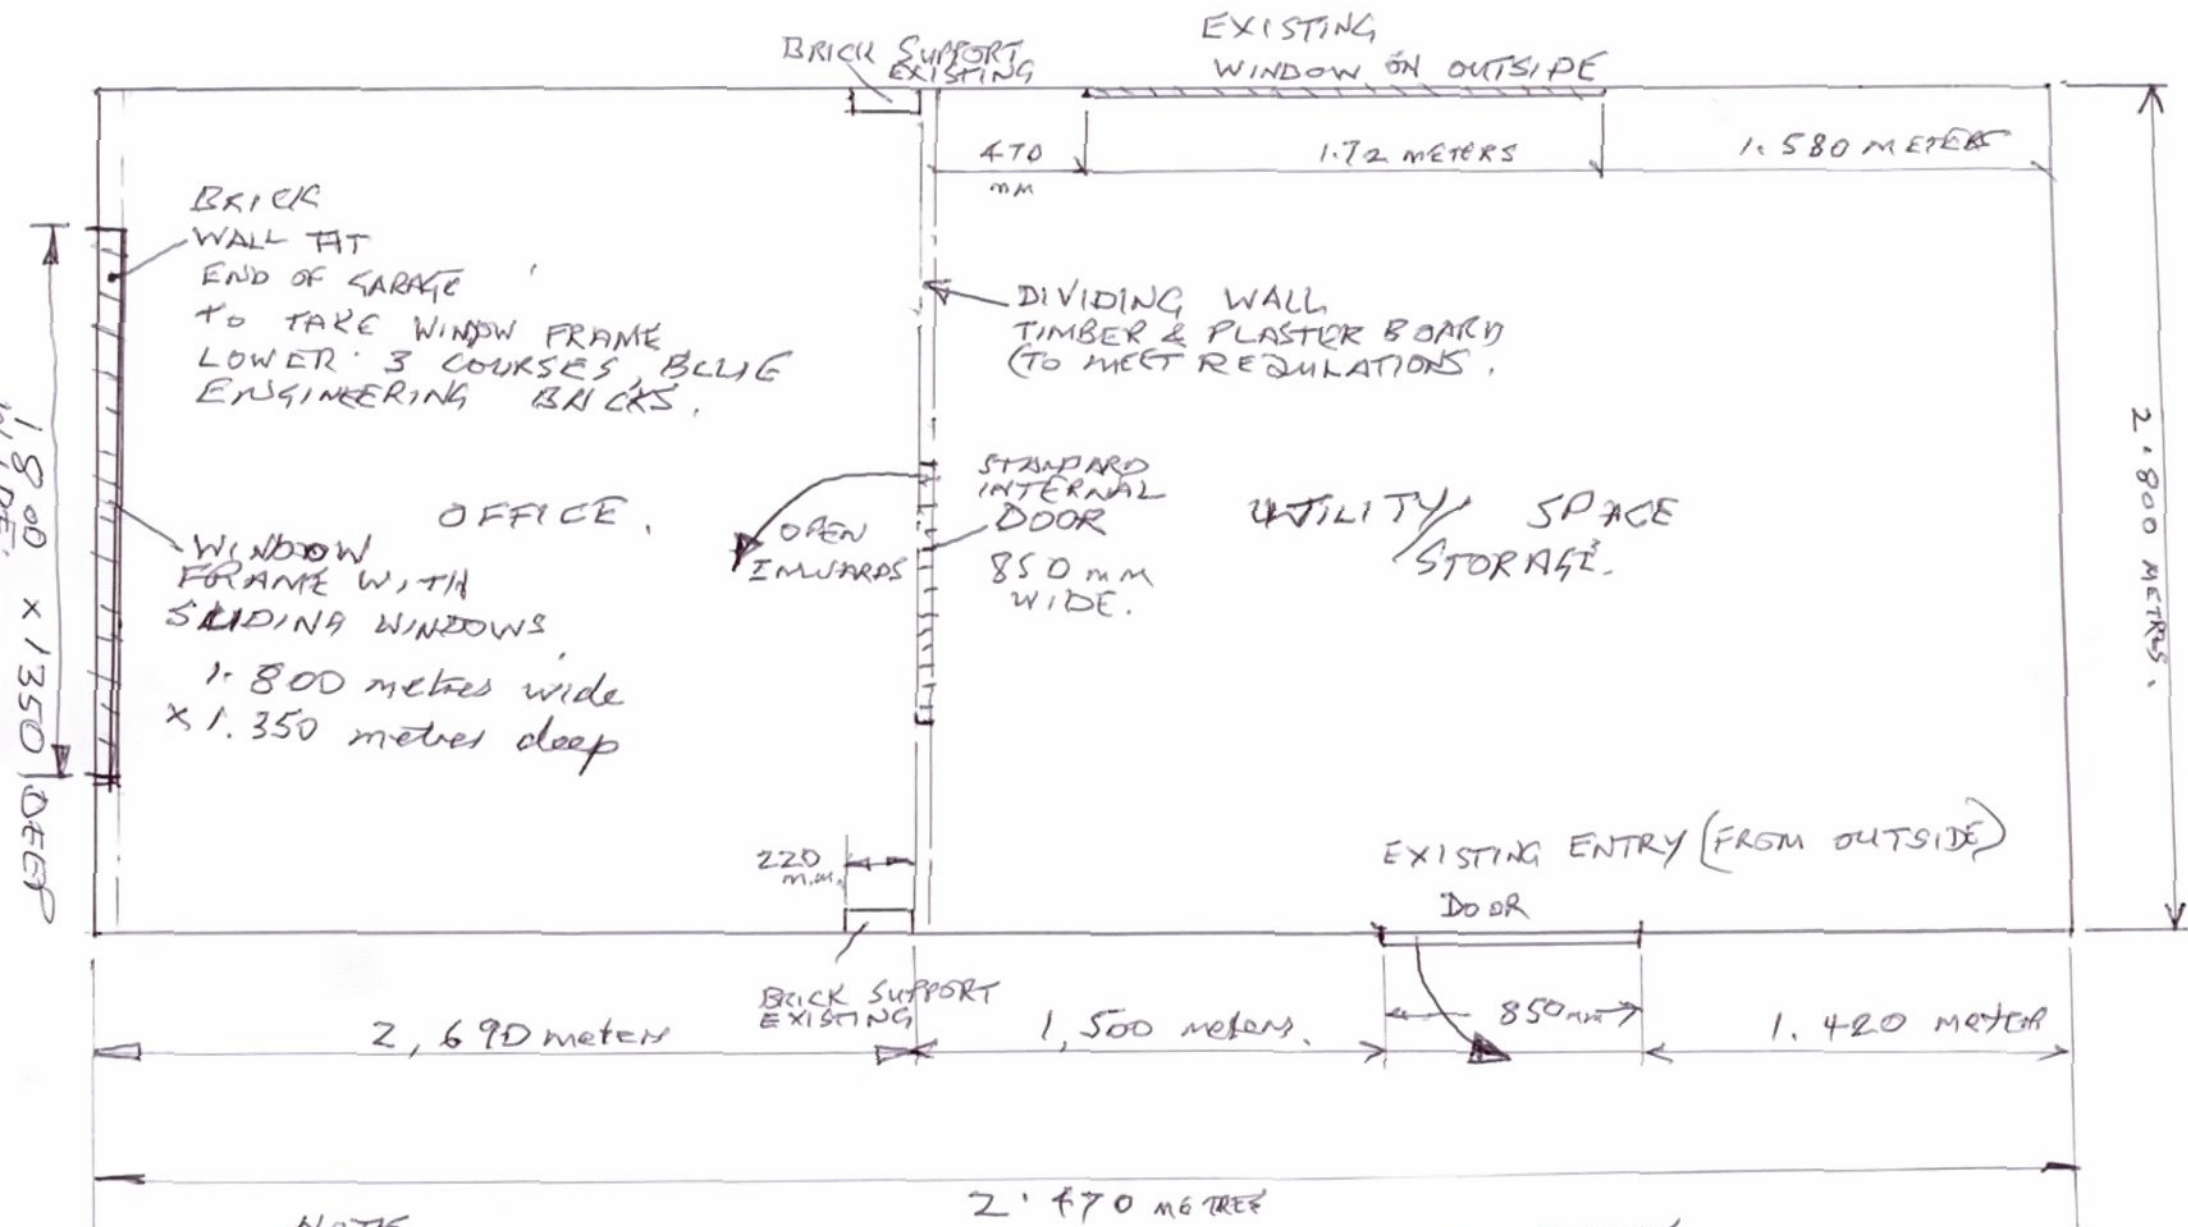 EXISTING
WINDOW ON OUTSIDE
BRICK SUPPORT
EXISTING
470
mm
1.72 METERS
1.580 METERS
BRICK
WALL AT
END OF GARAGE
TO TAKE WINDOW FRAME
LOWER 3 COURSES, BLUE
ENGINEERING BRICKS.
DIVIDING WALL
TIMBER & PLASTER BOARD
(TO MEET REGULATIONS.
2.800 METRES.
1.800 x 1350 DEEP
WIDE.
OFFICE.
OPEN
INWARDS
STANDARD
INTERNAL
DOOR
850 mm
WIDE.
UTILITY/ SPACE
STORAGE.
WINDOW
FRAME WITH
SLIDING WINDOWS
1.800 metres wide
x 1.350 metres deep
220
m.m.
EXISTING ENTRY (FROM OUTSIDE)
DOOR
BRICK SUPPORT
EXISTING
2,690 meters
1,500 meters.
850mm
1.420 meter
METRES
NOTE